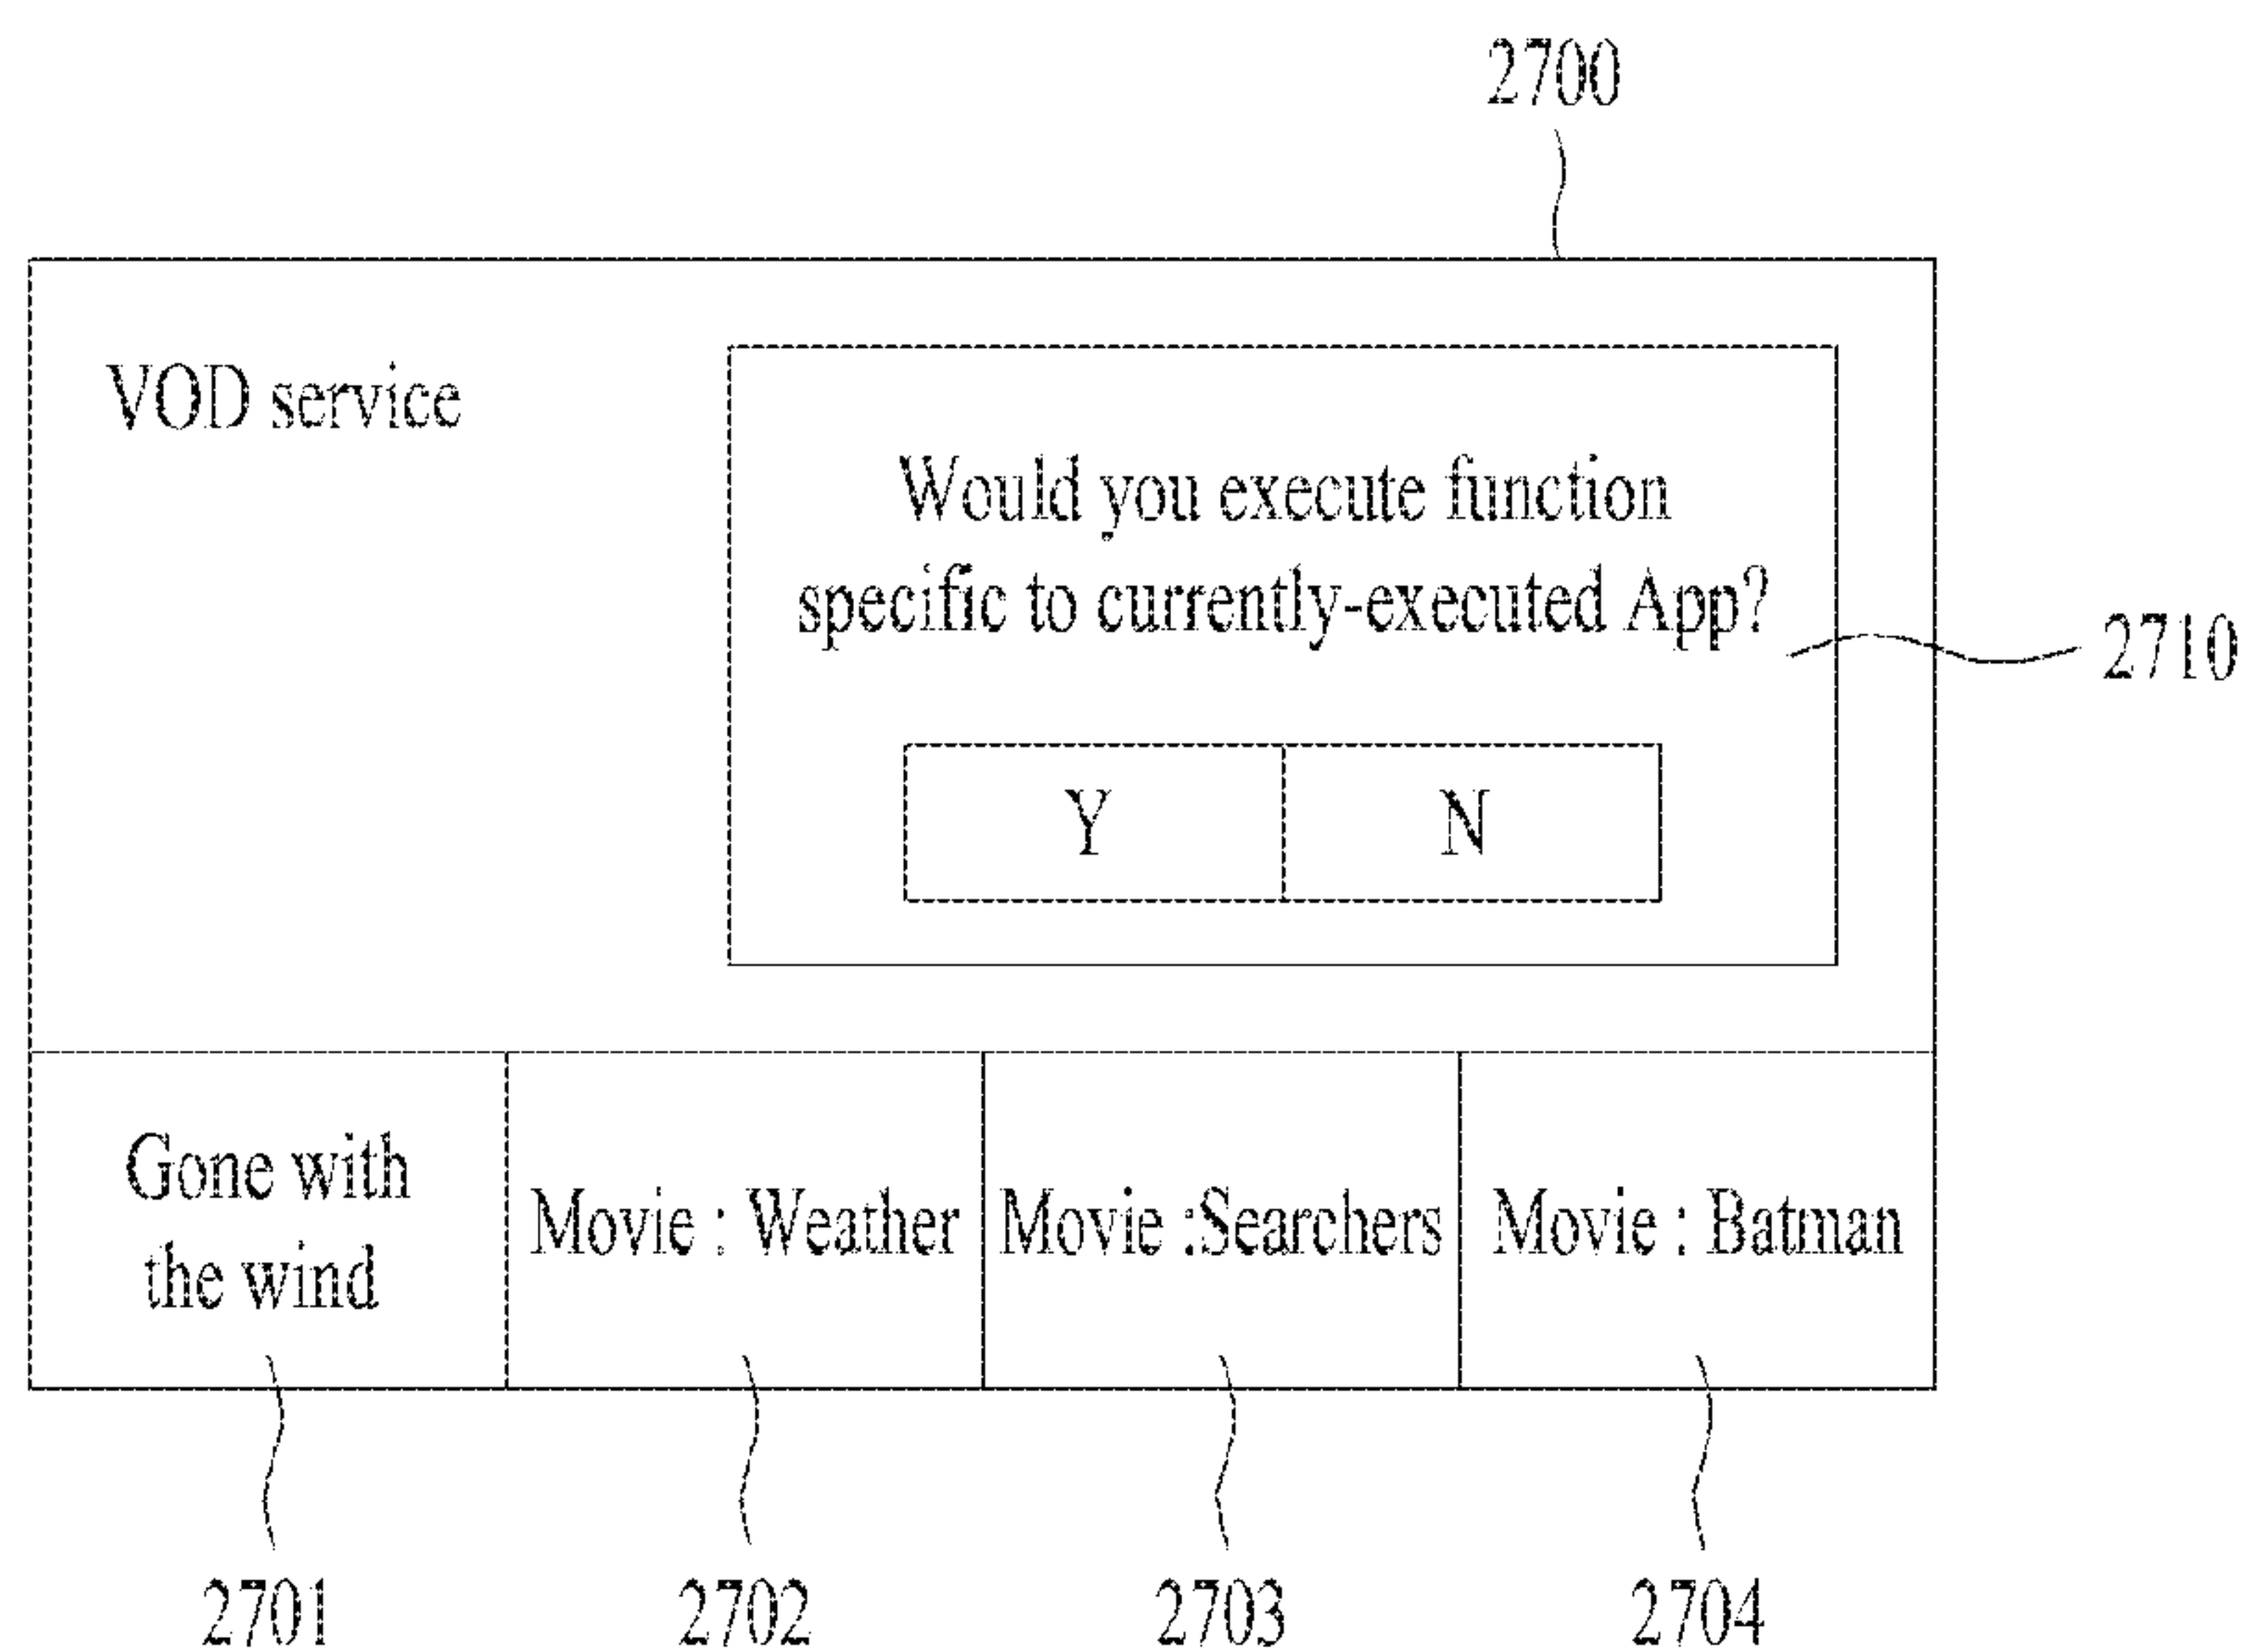 2700
VOD service
Would you execute function
specific to currently-executed App?
2710
Y N
Gone with
the wind
Movie : Weather
Movie :Searchers
Movie : Batman
2701 2702 2703 2704